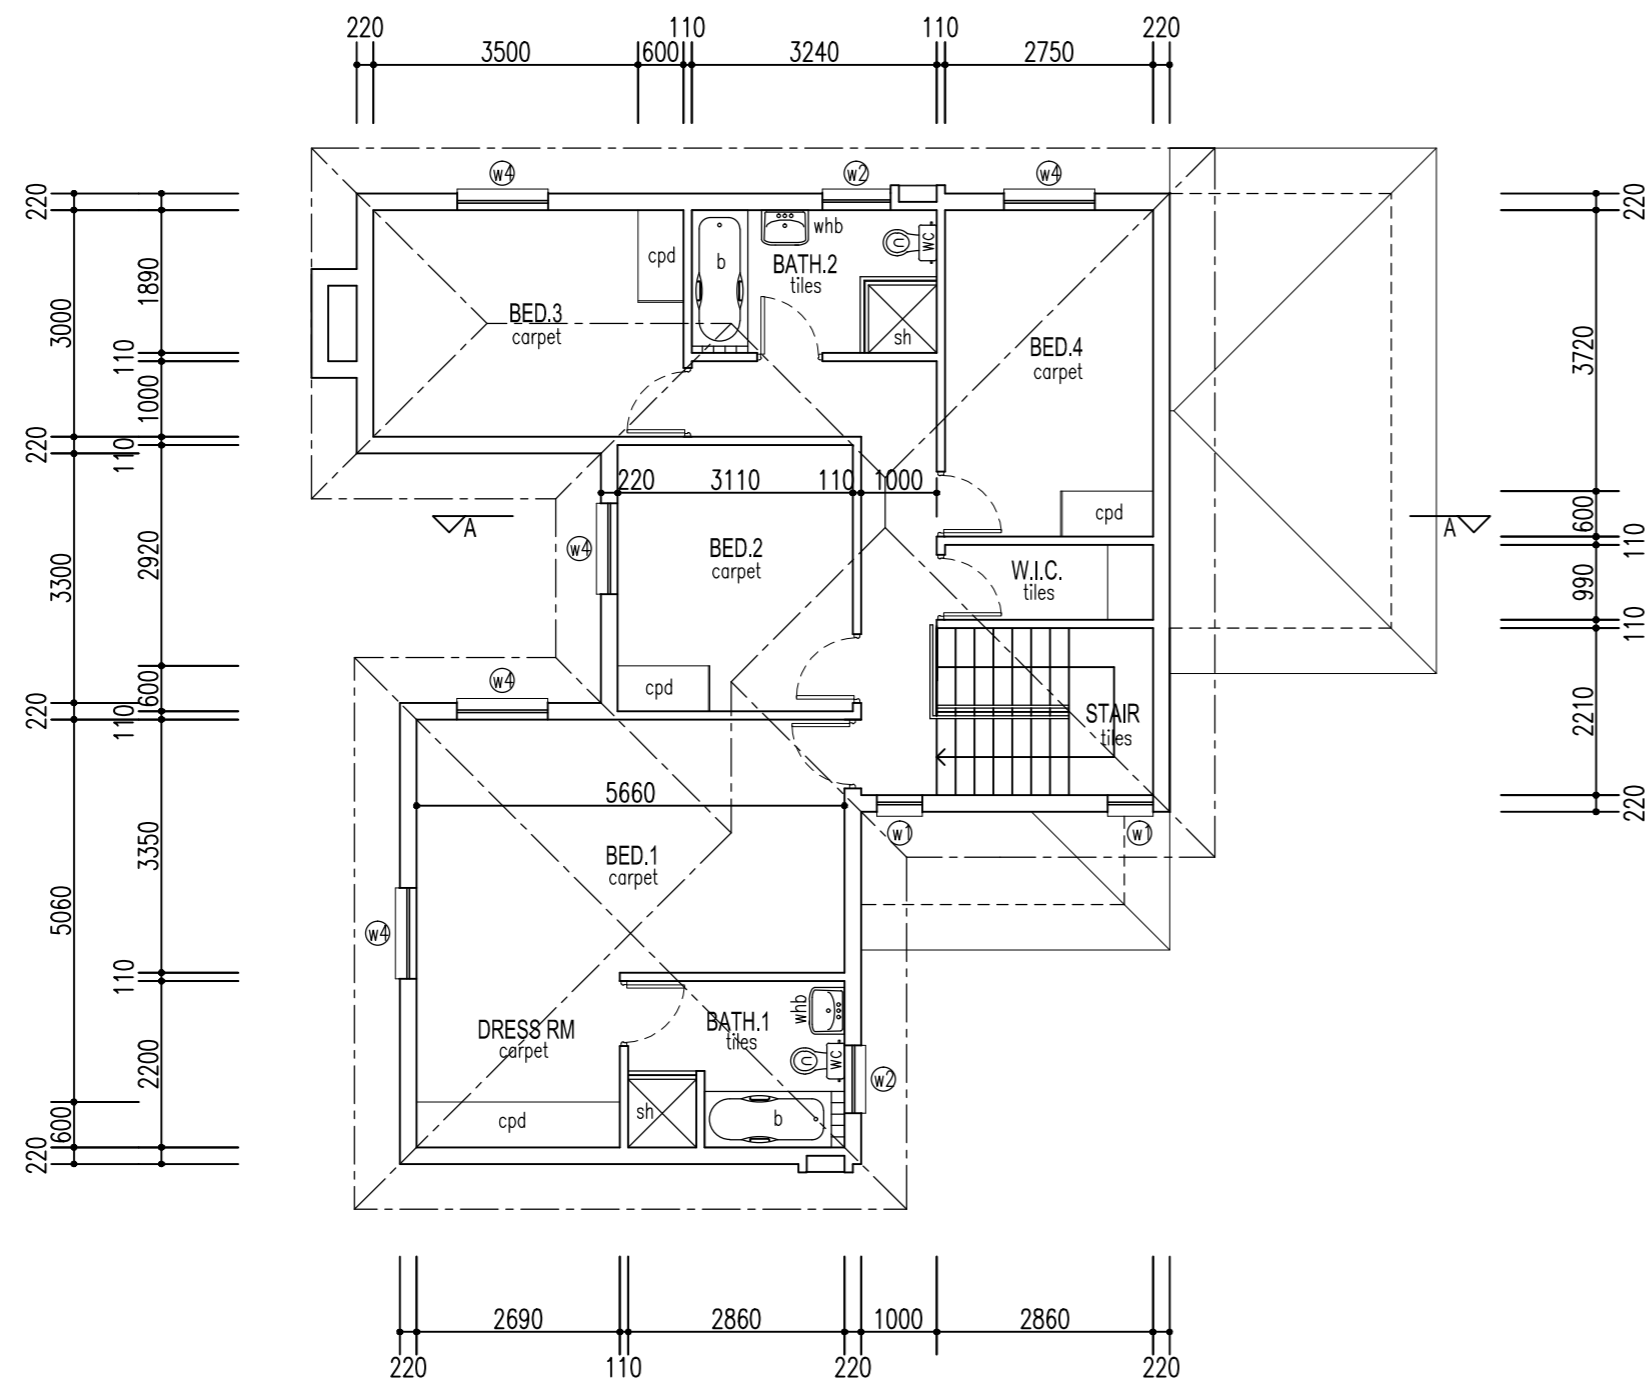 220 110 110 220
3500 600 3240 2750
w4 w2 w4
220 220
whb
WC
cpd b BATH.2
tiles
1890
3000
BED.3
carpet
sh
BED.4
carpet
3720
110
1000
220 110
220 3110 110 1000
cpd
600
A A
110
2920
3300
w4
BED.2
carpet
W.I.C.
tiles
990
110
600
cpd
w4
220 110
STAIR
tiles
2210
5660
220
w1 w1
3350
BED.1
carpet
5060
w4
110
whb
DRESS RM
carpet
BATH.1
tiles
WC
2200
w2
600
cpd sh b
220
2690 2860 1000 2860
220 110 220 220